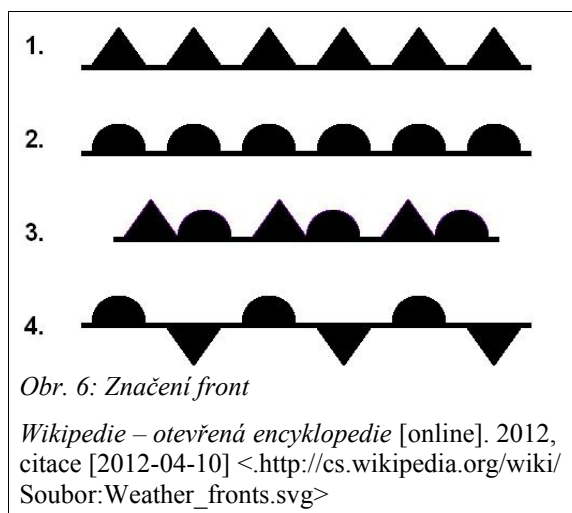 1.
2.
3.
4.
Obr. 6: Značení front
Wikipedie – otevřená encyklopedie [online]. 2012,
citace [2012-04-10] <.http://cs.wikipedia.org/wiki/
Soubor:Weather_fronts.svg>